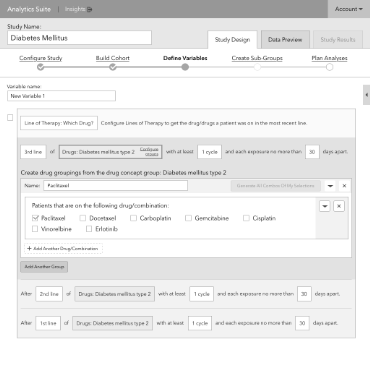 Analytics Suite | Insights
Account
Study Name:
Diabetes Mellitus
Study Design
Data Preview
Study Results
Configure Study
Build Cohort
Define Variables
Create Sub-Groups
Plan Analyses
Variable name:
New Variable 1
Line of Therapy: Which Drug? Configure Lines of Therapy to get the drug/drugs a patient was on in the most recent line.
3rd line of Drugs: Diabetes mellitus type 2 with at least 1 cycle and each exposure no more than 30 days apart.
Create drug groupings from the drug concept group: Diabetes mellitus type 2
Name: Paclitaxel
Patients that are on the following drug/combination:
Paclitaxel Docetaxel Carboplatin Gemcitabine Cisplatin
Vinorelbine Erlotinib
+ Add Another Drug/Combination
Add Another Group
After 2nd line of Drugs: Diabetes mellitus type 2 with at least 1 cycle and each exposure no more than 30 days apart.
After 1st line of Drugs: Diabetes mellitus type 2 with at least 1 cycle and each exposure no more than 30 days apart.